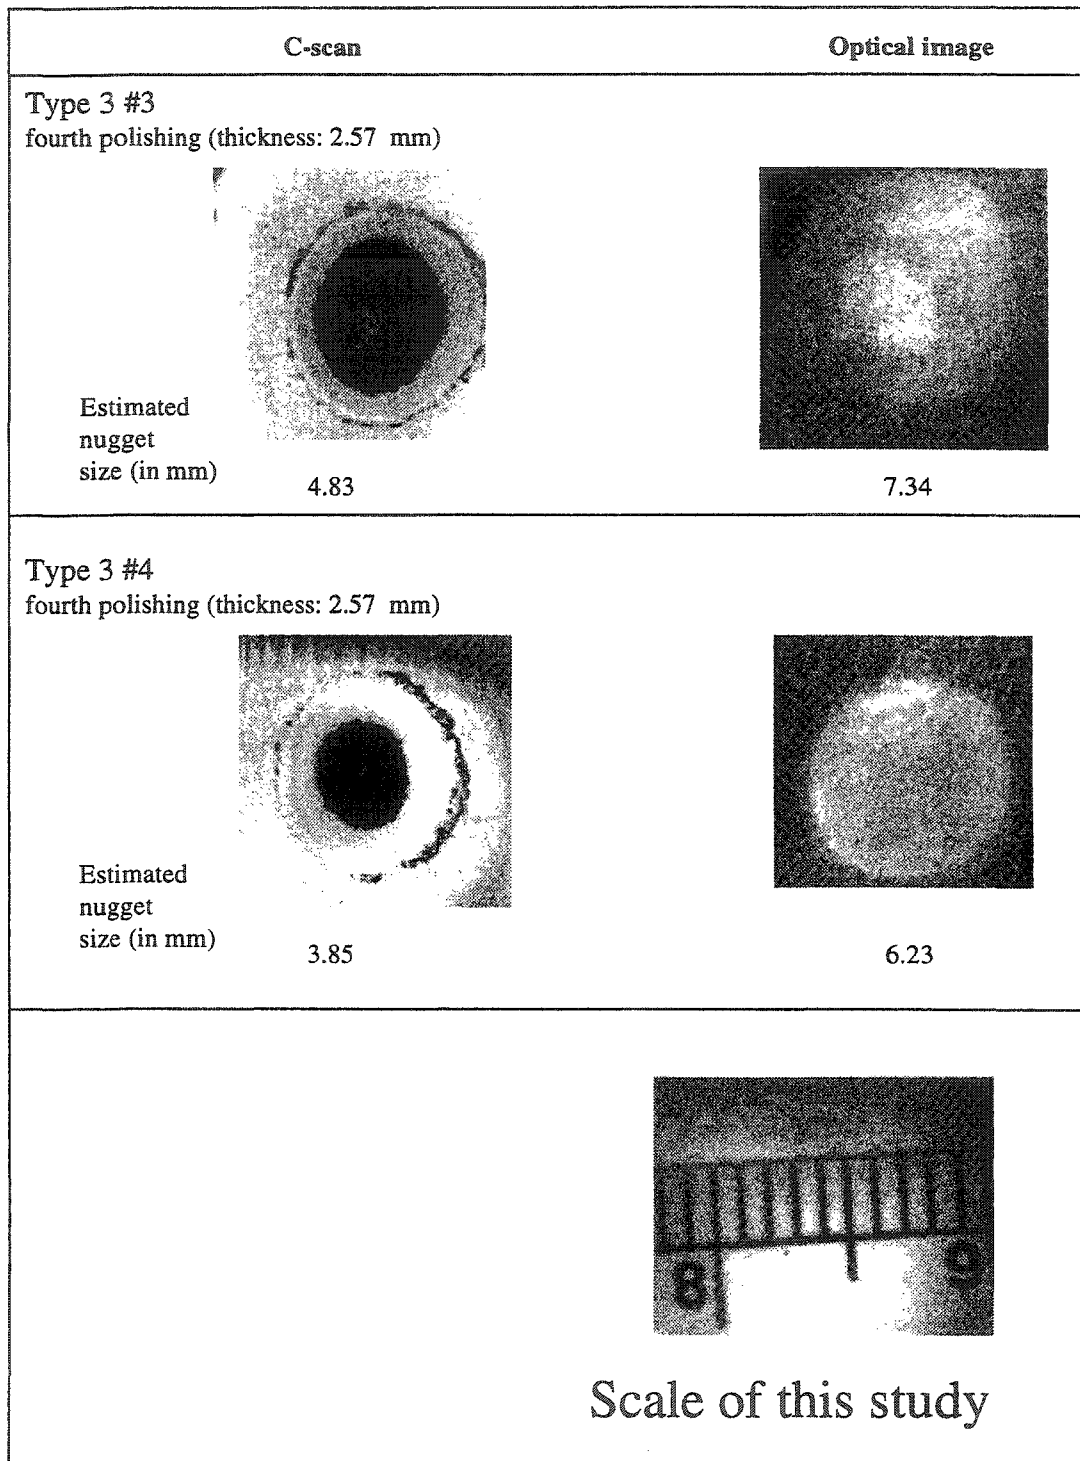 C-scan Optical image
Type 3 #3
fourth polishing (thickness: 2.57 mm)
Estimated
nugget
size (in mm)
4.83 7.34
Type 3 #4
fourth polishing (thickness: 2.57 mm)
Estimated
nugget
size (in mm)
3.85 6.23
8 9
Scale of this study